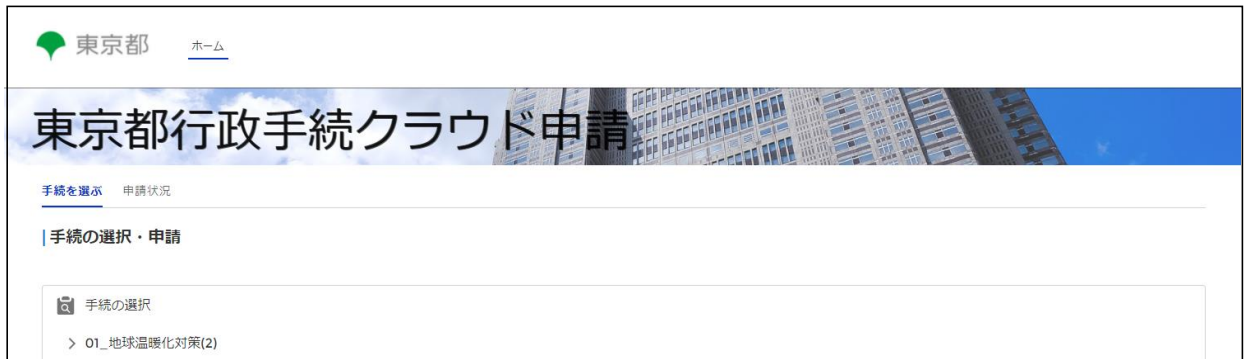 東京都 ホーム
東京都行政手続クラウド申請
手続を選ぶ 申請状況
手続の選択・申請
手続の選択
01_地球温暖化対策(2)